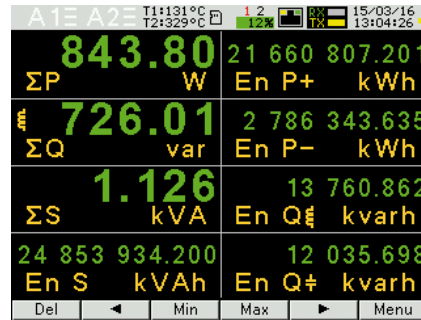 A1 A2 T1:131°C T2:329°C 1 2 12% RX TX 15/03/16 13:04:26
843.80 21 660 807.201
ΣP W En P+ kWh
726.01 2 786 343.635
ΣQ var En P− kWh
1.126 13 760.862
ΣS kVA En Q kvarh
24 853 934.200 12 035.698
En S kVAh En Q kvarh
Del ◄ Min Max ► Menu